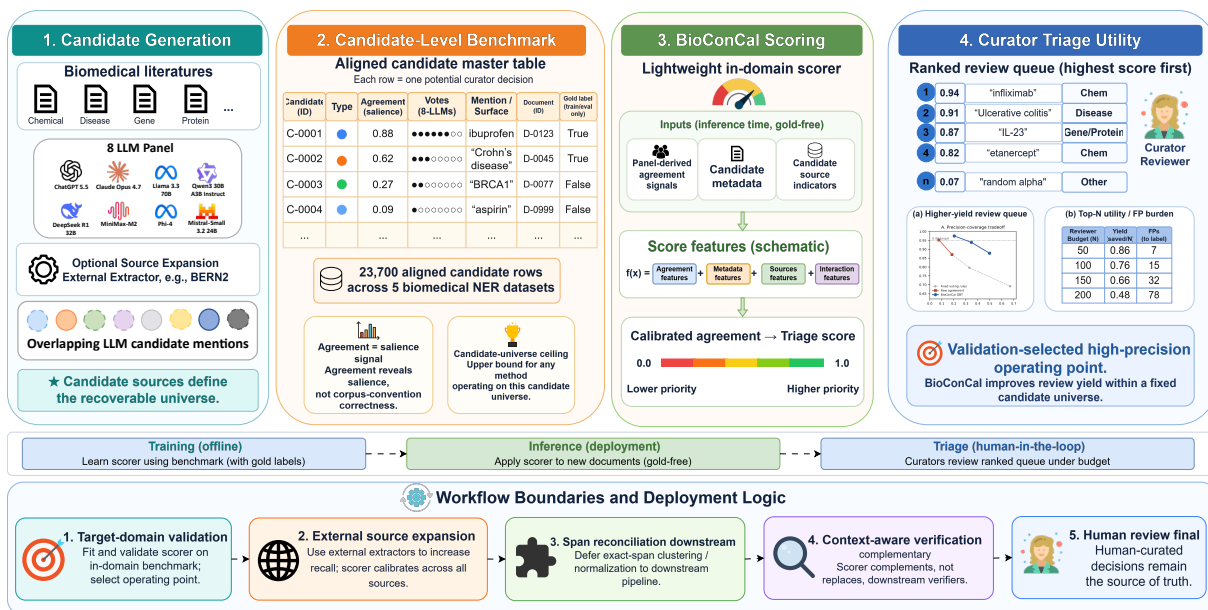 1. Candidate Generation
Biomedical literatures
Chemical
Disease
Gene
Protein
...
8 LLM Panel
ChatGPT 5.5
Claude Opus 4.7
Llama 3.3
70B
Qwen3 30B
A3B Instruct
DeepSeek R1
32B
MiniMax-M2
Phi-4
Mistral-Small
3.2 24B
Optional Source Expansion
External Extractor, e.g., BERN2
Overlapping LLM candidate mentions
★ Candidate sources define
the recoverable universe.
2. Candidate-Level Benchmark
Aligned candidate master table
Each row = one potential curator decision
Candidate
(ID)
Type
Agreement
(salience)
Votes
(8-LLMs)
Mention /
Surface
Document
(ID)
Gold label
(train/eval
only)
C-0001 0.88 ●●●●●●○○ ibuprofen D-0123 True
C-0002 0.62 ●●●○○○○○ “Crohn's
disease” D-0045 True
C-0003 0.27 ●●○○○○○○ “BRCA1” D-0077 False
C-0004 0.09 ●○○○○○○○ “aspirin” D-0999 False
... ... ... ... ... ...
23,700 aligned candidate rows
across 5 biomedical NER datasets
Agreement = salience
signal
Agreement reveals
salience,
not corpus-convention
correctness.
Candidate-universe ceiling
Upper bound for any
method
operating on this candidate
universe.
3. BioConCal Scoring
Lightweight in-domain scorer
Inputs (inference time, gold-free)
Panel-derived
agreement
signals
Candidate
metadata
Candidate
source
indicators
Score features (schematic)
f(x) = Agreement
features
+ Metadata
features
+ Sources
features
+ Interaction
features
Calibrated agreement → Triage score
0.0 1.0
Lower priority Higher priority
4. Curator Triage Utility
Ranked review queue (highest score first)
1 0.94 “infliximab” Chem
2 0.91 “Ulcerative colitis” Disease
3 0.87 “IL-23” Gene/Protein
4 0.82 “etanercept” Chem
n 0.07 “random alpha” Other
Curator
Reviewer
(a) Higher-yield review queue
A. Precision-coverage tradeoff
(b) Top-N utility / FP burden
Reviewer
Budget (N)
Yield
saved/N
FPs
(to label)
50 0.86 7
100 0.76 15
150 0.66 32
200 0.48 78
Validation-selected high-precision
operating point.
BioConCal improves review yield within a fixed
candidate universe.
Training (offline)
Learn scorer using benchmark (with gold labels)
Inference (deployment)
Apply scorer to new documents (gold-free)
Triage (human-in-the-loop)
Curators review ranked queue under budget
Workflow Boundaries and Deployment Logic
1. Target-domain validation
Fit and validate scorer on
in-domain benchmark;
select operating point.
2. External source expansion
Use external extractors to increase
recall; scorer calibrates across all
sources.
3. Span reconciliation downstream
Defer exact-span clustering /
normalization to downstream
pipeline.
4. Context-aware verification
complementary
Scorer complements, not
replaces, downstream verifiers.
5. Human review final
Human-curated
decisions remain
the source of truth.